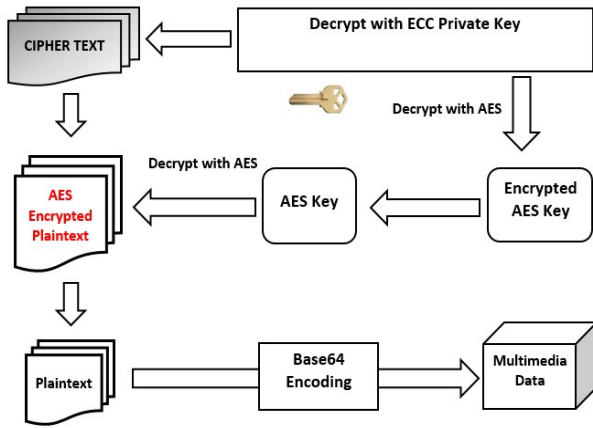 Decrypt with ECC Private Key
CIPHER TEXT
Decrypt with AES
Decrypt with AES
AES
Encrypted
Plaintext
AES Key
Encrypted
AES Key
Plaintext
Base64
Encoding
Multimedia
Data